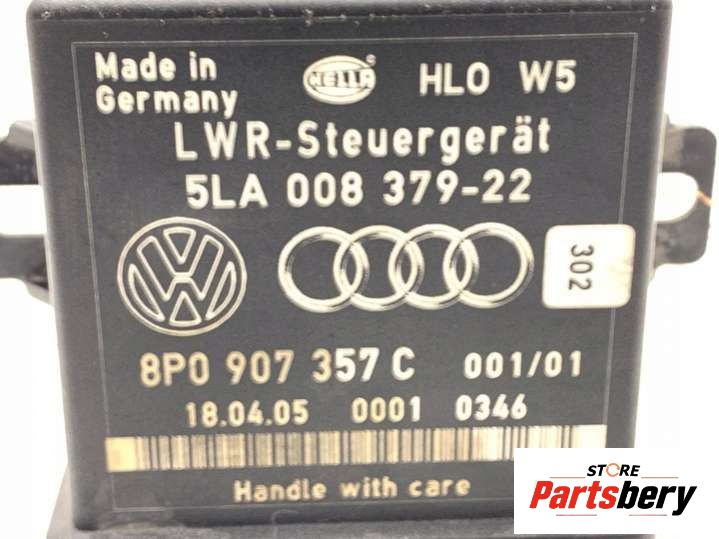 Made in
Germany
HELLA
HLO W5
LWR-Steuergerät
5LA 008 379-22
302
8P0 907 357 C 001/01
18.04.05 0001 0346
Handle with care
STORE
Partsbery